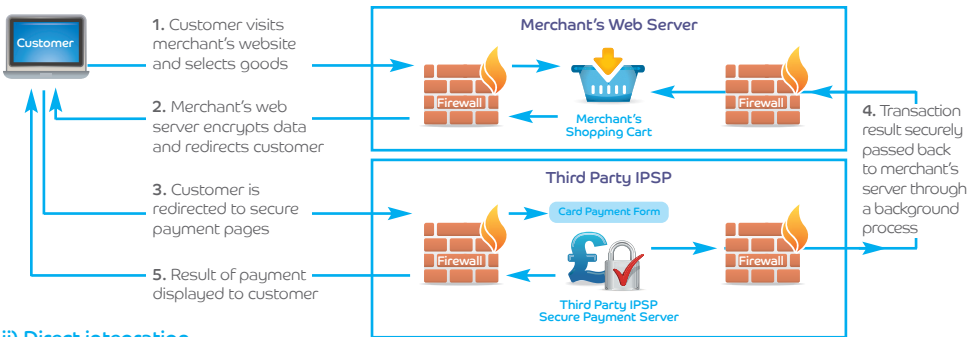 Customer
1. Customer visits
merchant's website
and selects goods
2. Merchant's web
server encrypts data
and redirects customer
3. Customer is
redirected to secure
payment pages
5. Result of payment
displayed to customer
Merchant's Web Server
Firewall
Merchant's
Shopping Cart
Firewall
Third Party IPSP
Card Payment Form
Firewall
Third Party IPSP
Secure Payment Server
Firewall
4. Transaction
result securely
passed back
to merchant's
server through
a background
process
ii) Direct integration